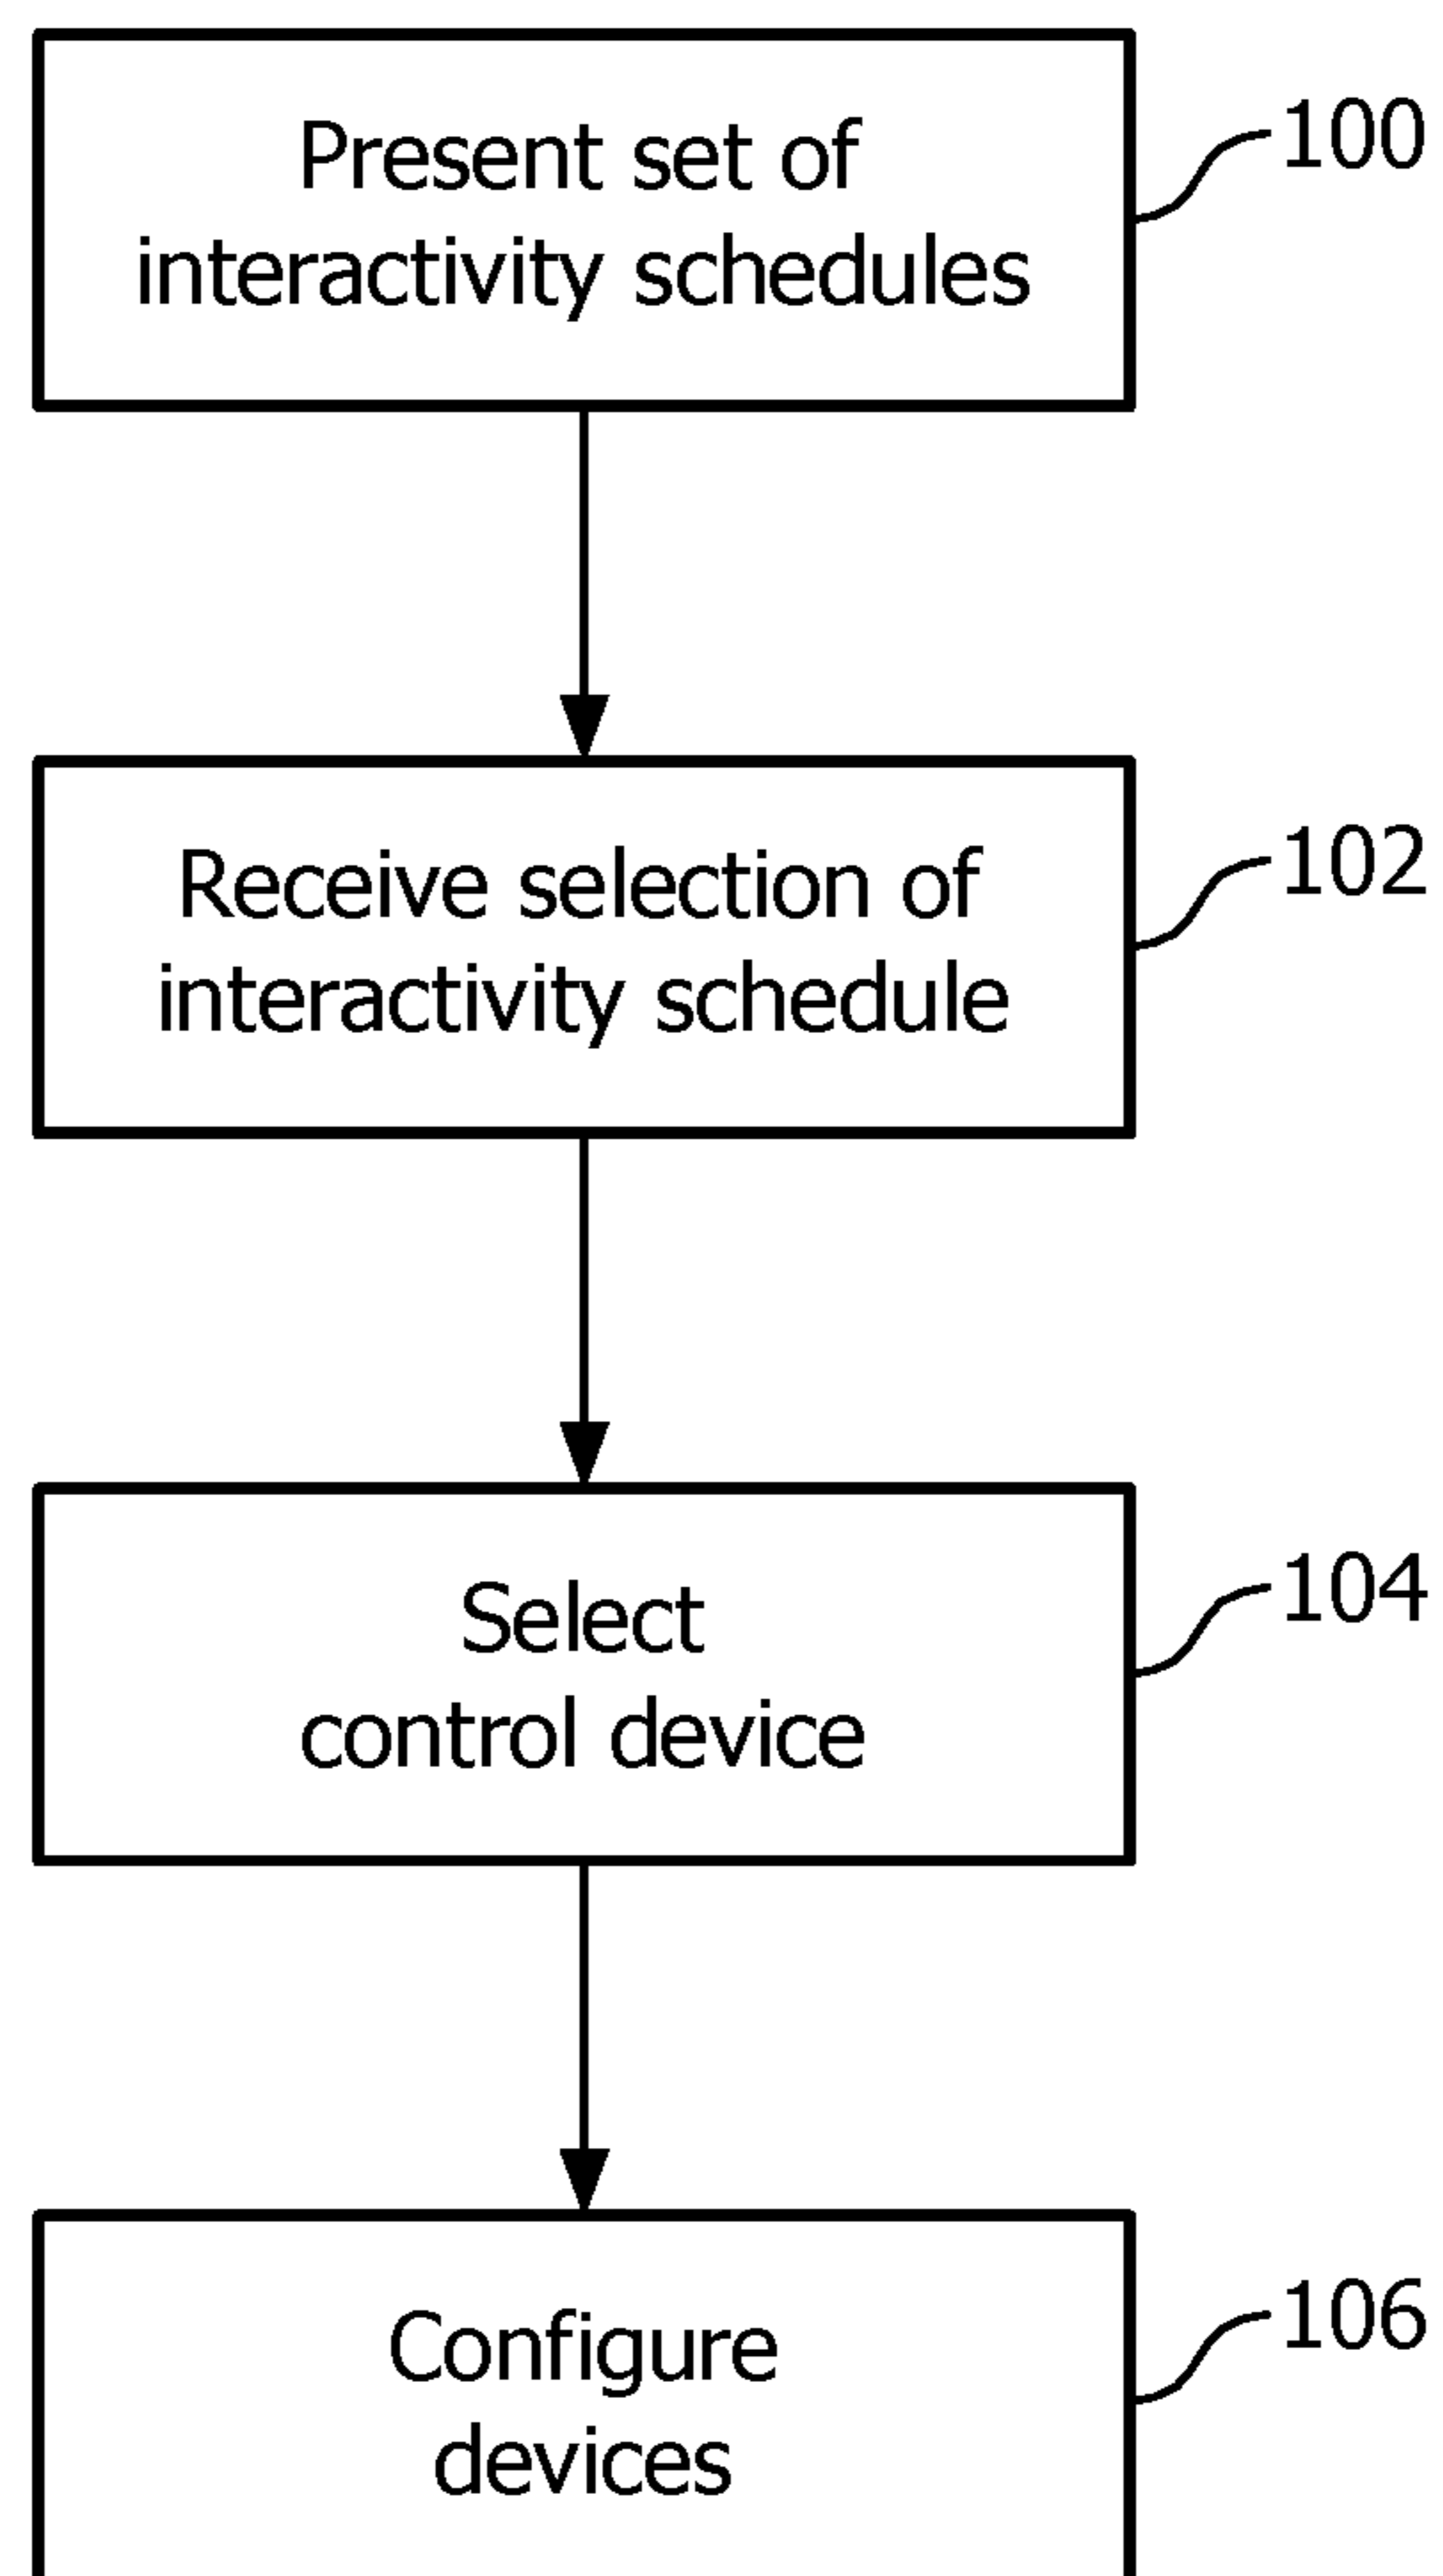 Present set of
interactivity schedules
100
Receive selection of
interactivity schedule
102
Select
control device
104
Configure
devices
106